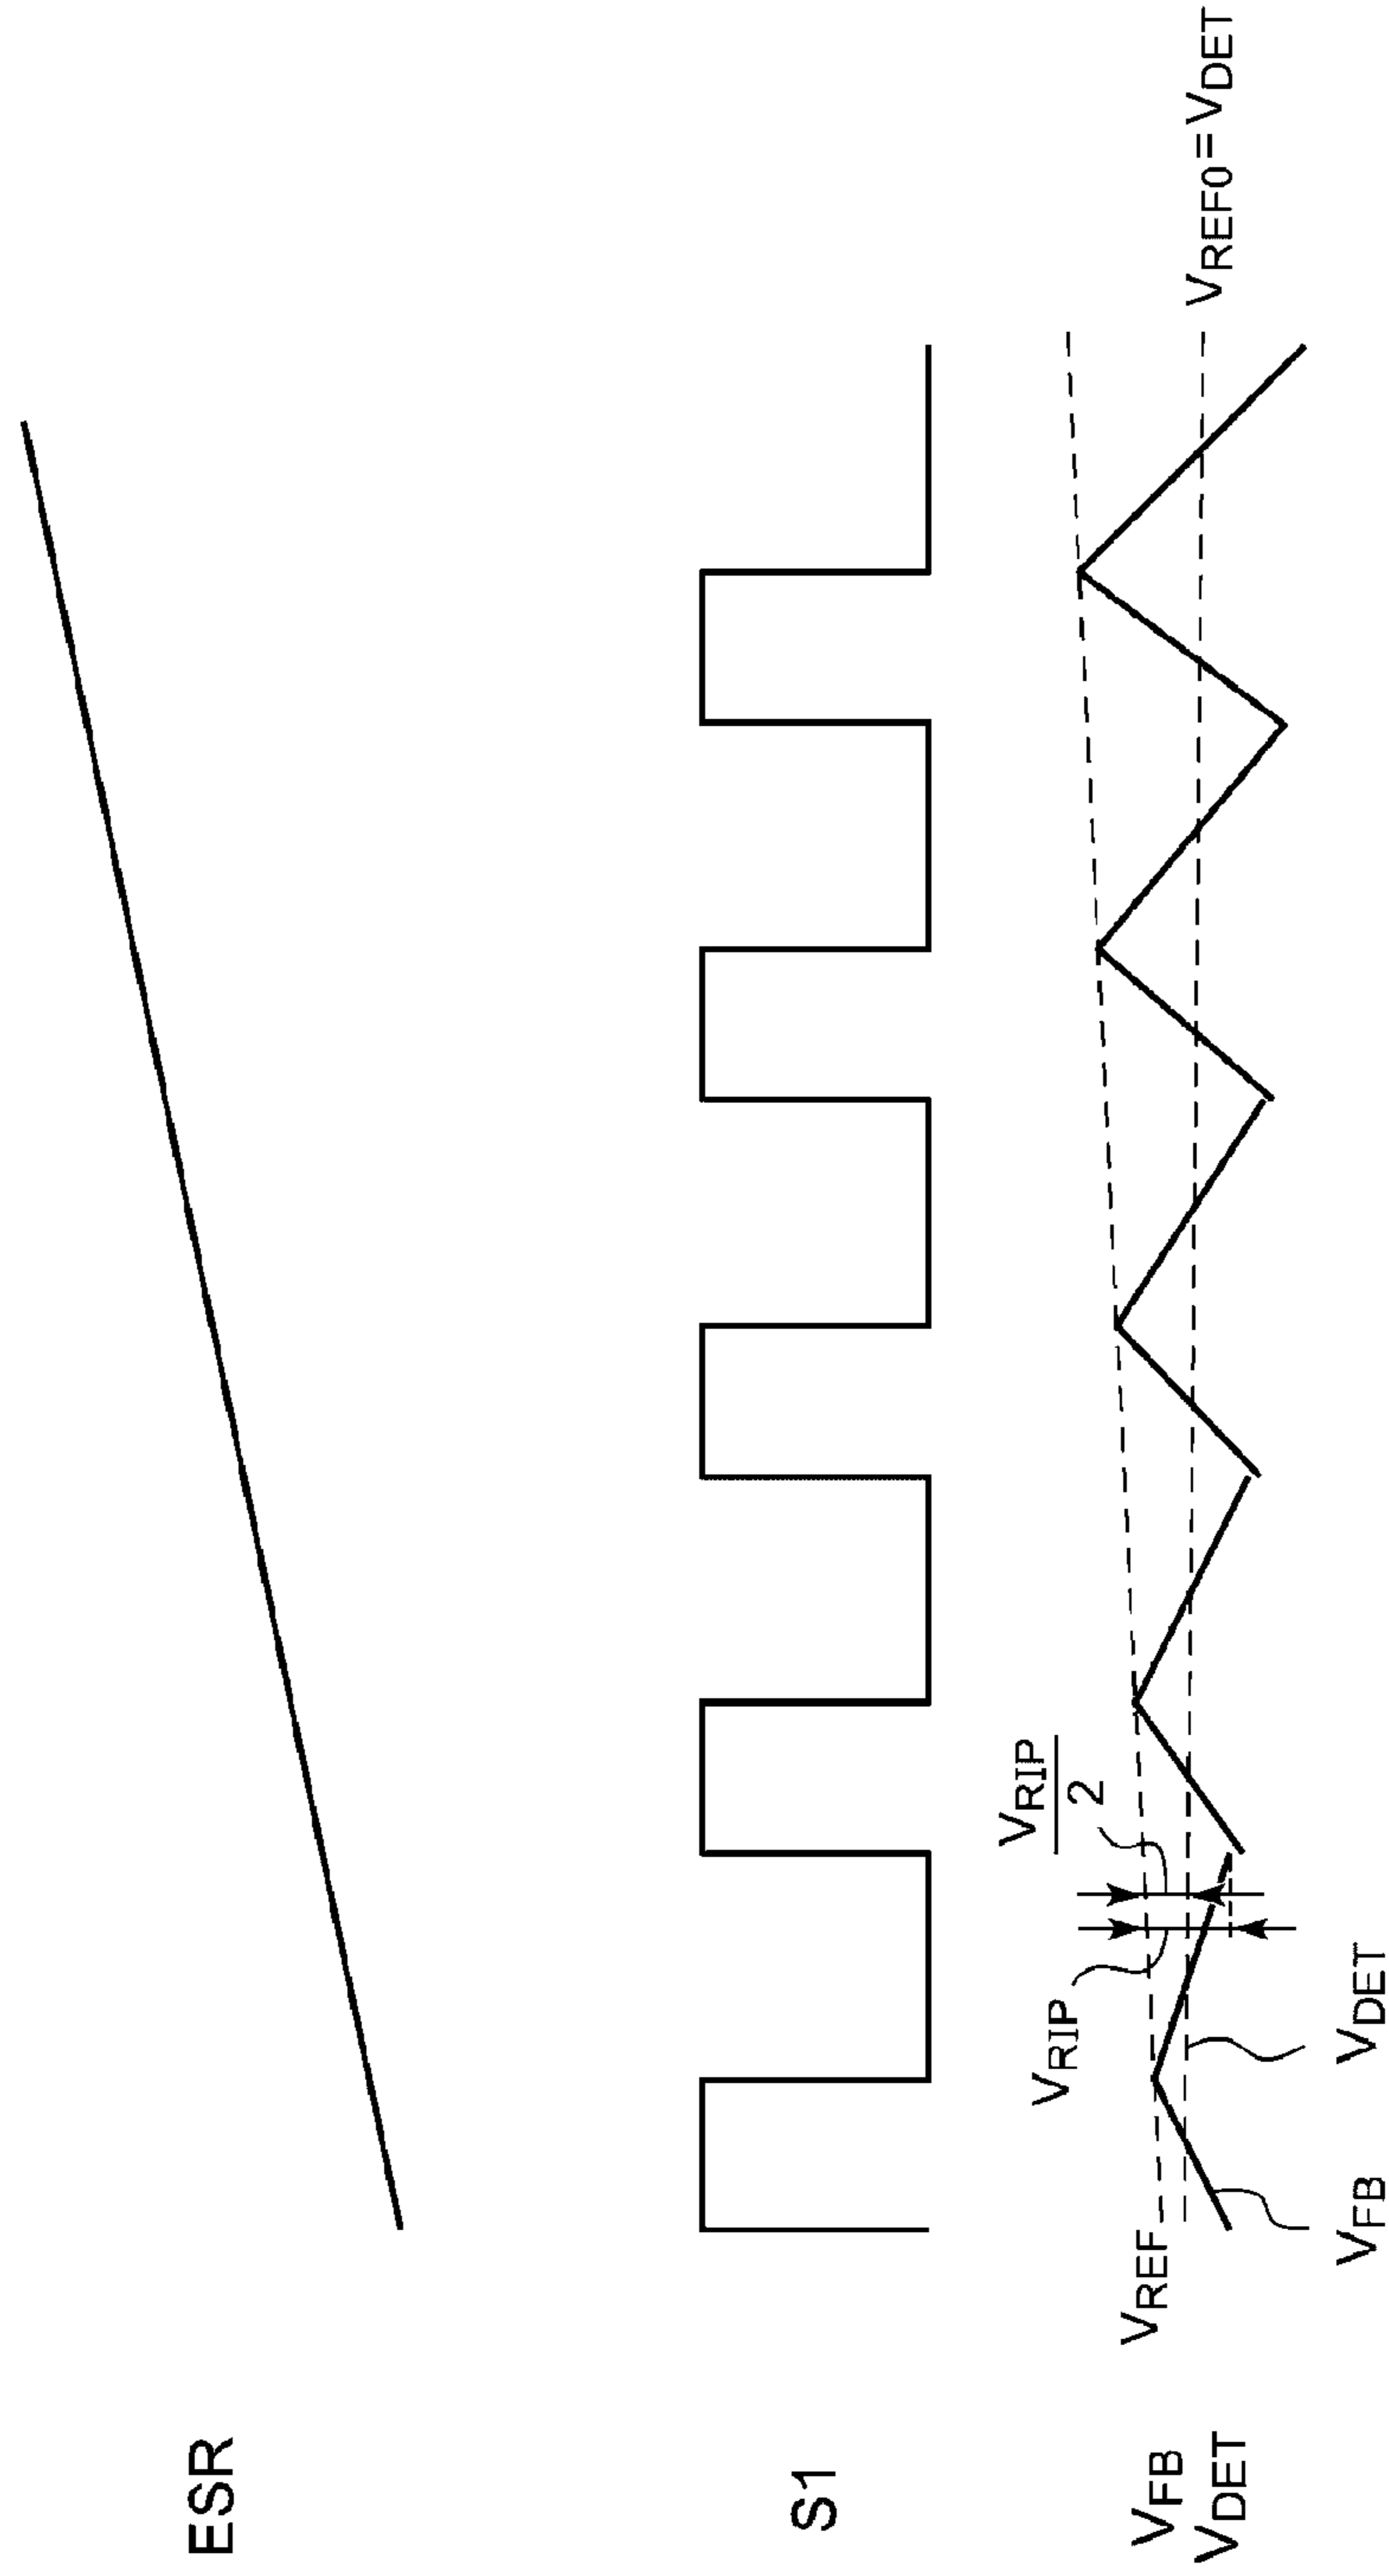 ESR
S1
VFB
VDET
VREF
VRIP
VRIP
2
VREF0=VDET
VFB
VDET